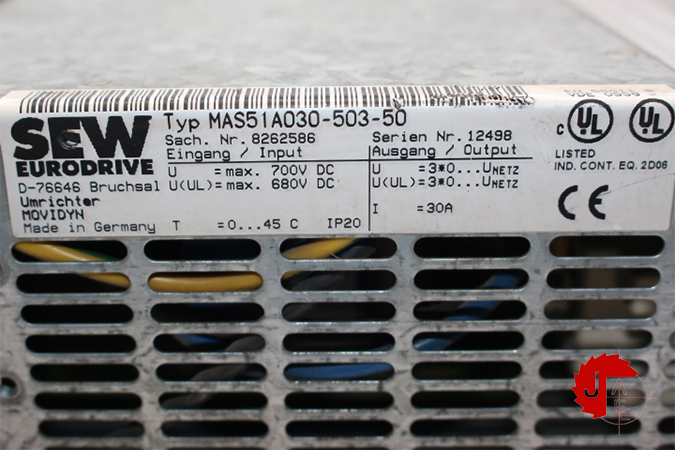 SEW
EURODRIVE
D-76646 Bruchsal
Umrichter
MOVIDYN
Made in Germany
Typ MAS51A030-503-50
Sach. Nr. 8262586
Serien Nr. 12498
Eingang / Input
Ausgang / Output
U = max. 700V DC
U = 3*0...UNETZ
U(UL) = max. 680V DC
U(UL) = 3*0...UNETZ
I = 30A
T = 0...45 C IP20
C UL UL
LISTED
IND. CONT. EQ. 2D06
CE
J